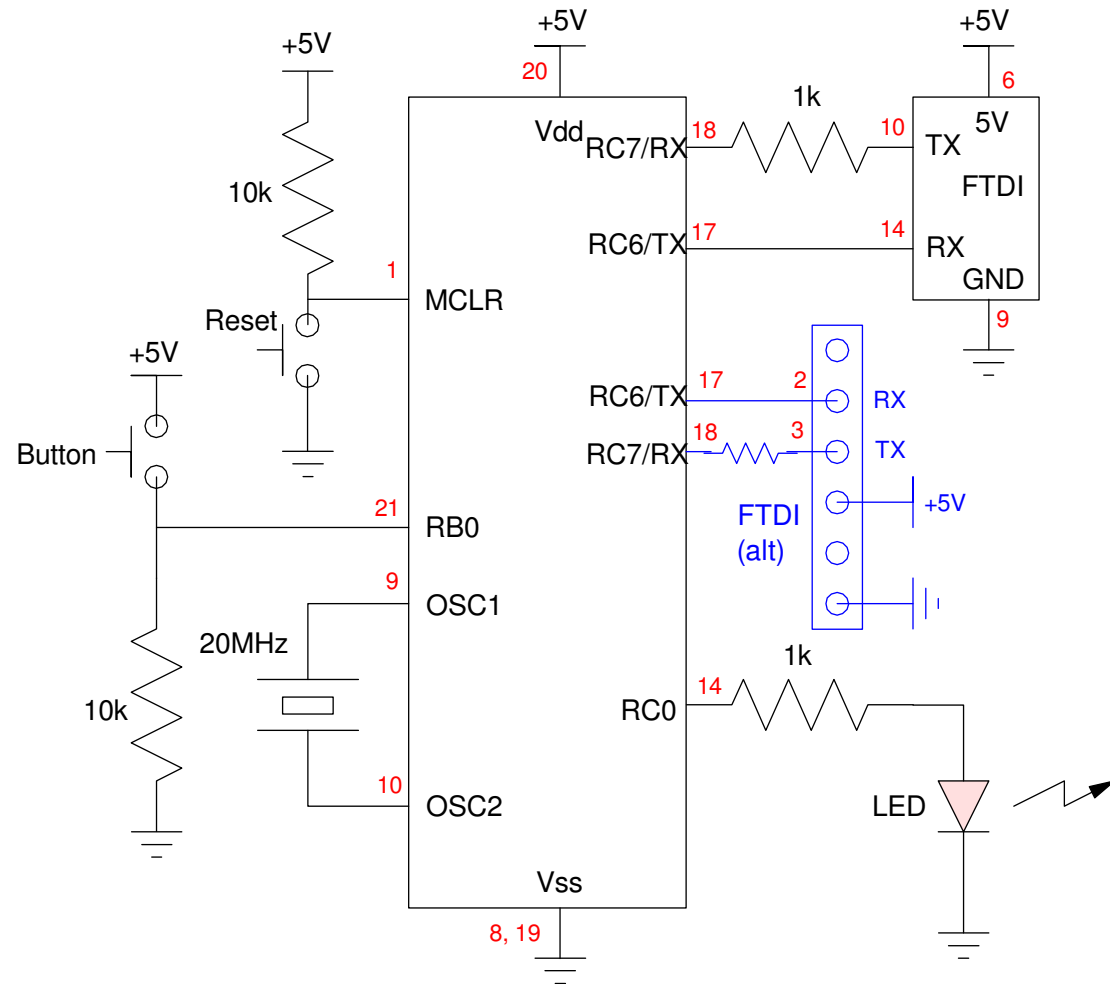 +5V
+5V
+5V
20
6
1k
Vdd
5V
RC7/RX
18
10
TX
10k
FTDI
RC6/TX
17
14
RX
1
GND
MCLR
9
Reset
+5V
RC6/TX
17
2
RX
Button
RC7/RX
18
3
TX
21
RB0
FTDI
(alt)
+5V
9
OSC1
20MHz
1k
10k
RC0
14
10
OSC2
LED
Vss
8, 19